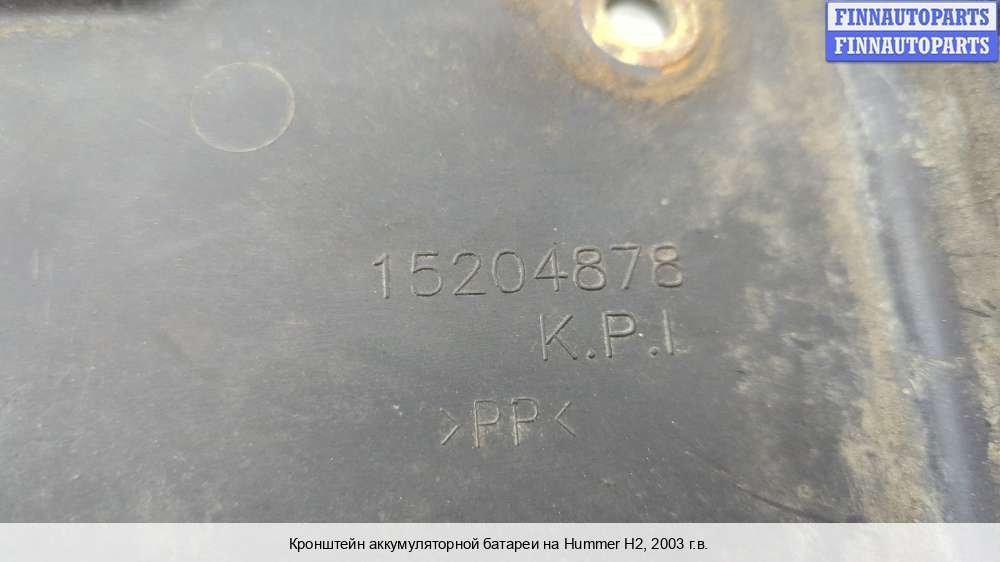 FINNAUTOPARTS
FINNAUTOPARTS
15204878
K.P.I.
>PP<
Кронштейн аккумуляторной батареи на Hummer H2, 2003 г.в.